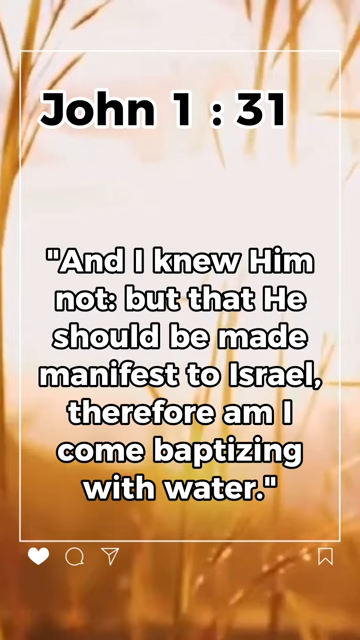 John 1 : 31
"And I knew Him
not: but that He
should be made
manifest to Israel,
therefore am I
come baptizing
with water."